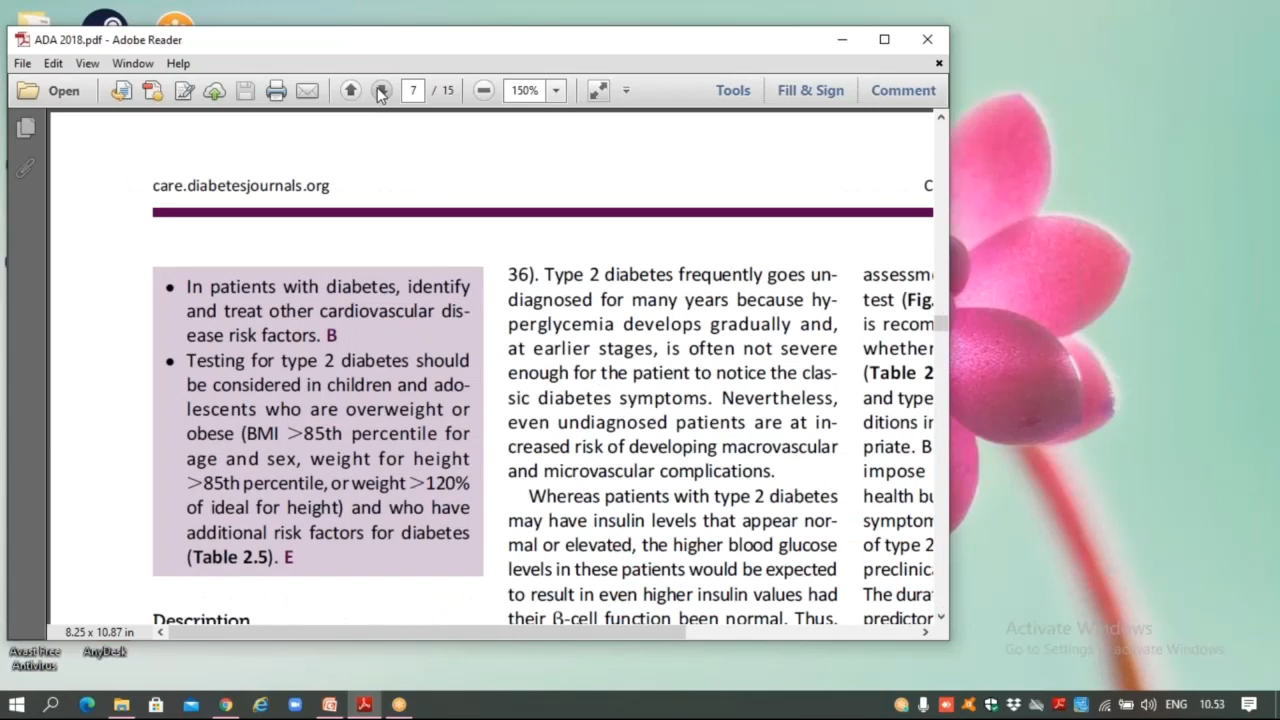 ADA 2018.pdf - Adobe Reader
File Edit View Window Help
Open 7 / 15 150% Tools Fill & Sign Comment
care.diabetesjournals.org C
• In patients with diabetes, identify
and treat other cardiovascular dis-
ease risk factors. B
• Testing for type 2 diabetes should
be considered in children and ado-
lescents who are overweight or
obese (BMI >85th percentile for
age and sex, weight for height
>85th percentile, or weight >120%
of ideal for height) and who have
additional risk factors for diabetes
(Table 2.5). E
Description
36). Type 2 diabetes frequently goes un-
diagnosed for many years because hy-
perglycemia develops gradually and,
at earlier stages, is often not severe
enough for the patient to notice the clas-
sic diabetes symptoms. Nevertheless,
even undiagnosed patients are at in-
creased risk of developing macrovascular
and microvascular complications.
Whereas patients with type 2 diabetes
may have insulin levels that appear nor-
mal or elevated, the higher blood glucose
levels in these patients would be expected
to result in even higher insulin values had
their β-cell function been normal. Thus,
assessm
test (Fig.
is recom
whether
(Table 2
and type
ditions in
priate. B
impose
health bu
symptom
of type 2
preclinica
The dura
predictor
8.25 x 10.87 in
Activate Windows
Go to Settings to activate Windows.
Avast Free
Antivirus
AnyDesk
ENG 10.53